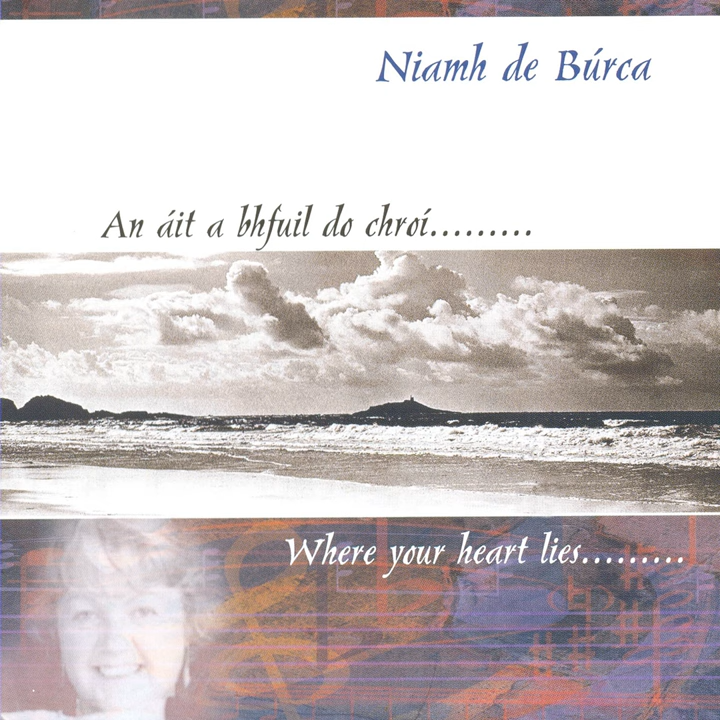 Niamh de Búrca
An áit a bhfuil do chroí.........
Where your heart lies.........